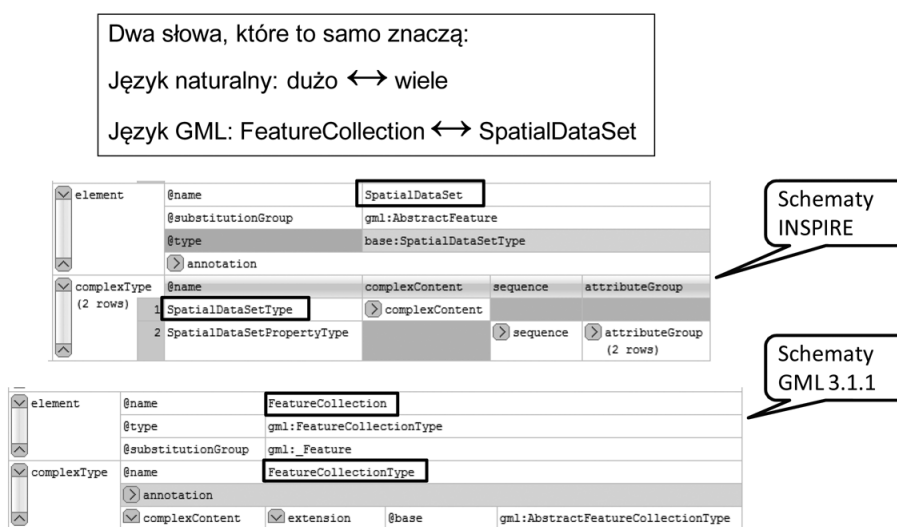 Dwa słowa, które to samo znaczą:
Język naturalny: dużo ↔ wiele
Język GML: FeatureCollection ↔ SpatialDataSet
element @name SpatialDataSet
@substitutionGroup gml:AbstractFeature
@type base:SpatialDataSetType
annotation
Schematy
INSPIRE
complexType @name complexContent sequence attributeGroup
(2 rows) 1 SpatialDataSetType complexContent
2 SpatialDataSetPropertyType sequence attributeGroup
(2 rows)
Schematy
GML 3.1.1
element @name FeatureCollection
@type gml:FeatureCollectionType
@substitutionGroup gml:_Feature
complexType @name FeatureCollectionType
annotation
complexContent extension @base gml:AbstractFeatureCollectionType